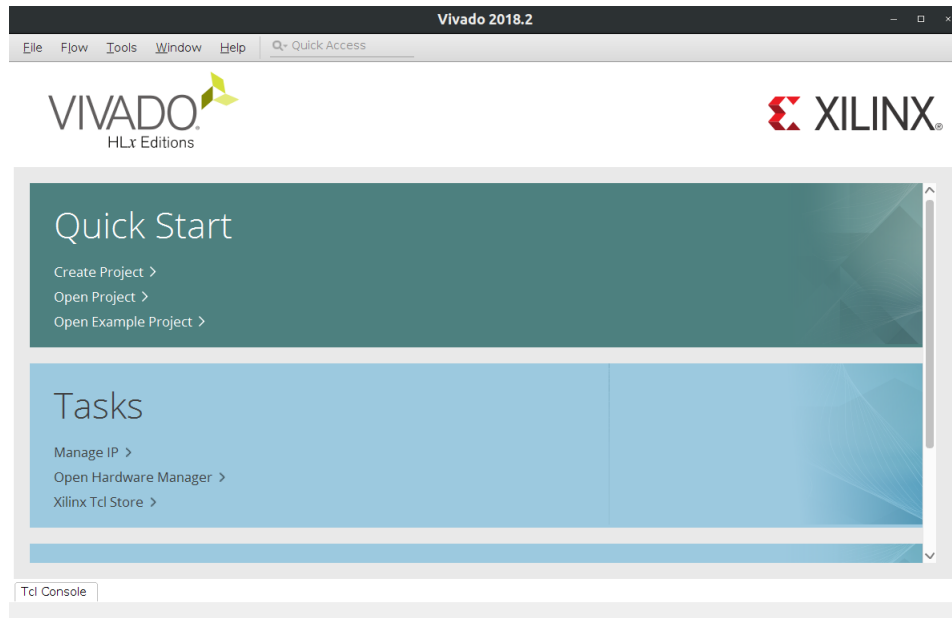 Vivado 2018.2
File Flow Tools Window Help Quick Access
VIVADO.
HLx Editions
XILINX®
Quick Start
Create Project >
Open Project >
Open Example Project >
Tasks
Manage IP >
Open Hardware Manager >
Xilinx Tcl Store >
Tcl Console